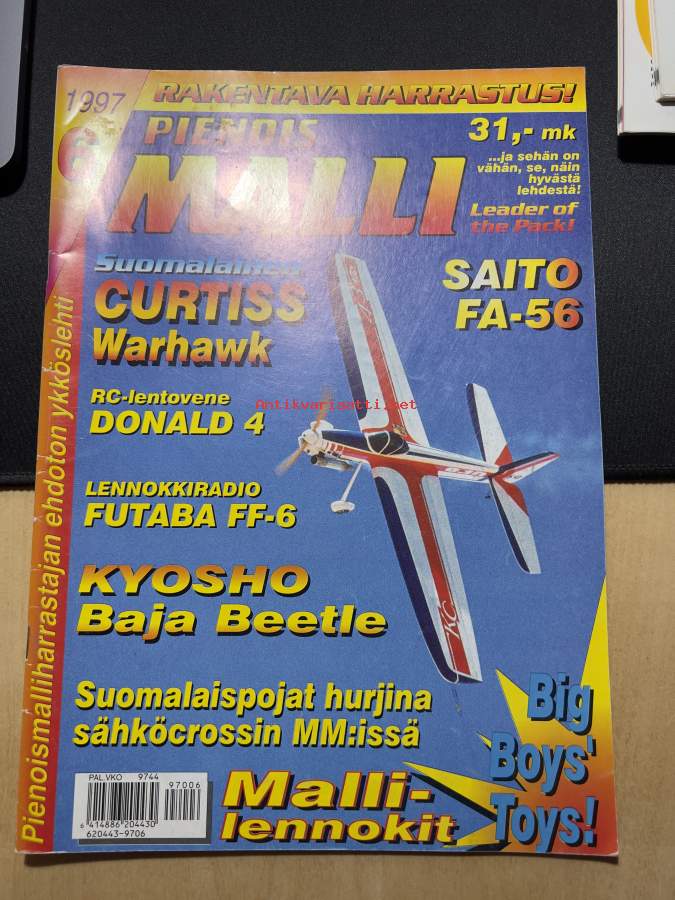 1997
RAKENTAVA HARRASTUS!
6
PIENOIS
MALLI
31,- mk
...ja sehän on
vähän, se, näin
hyvästä
lehdestä!
Leader of
the Pack!
Suomalainen
CURTISS
Warhawk
SAITO
FA-56
RC-lentovene
DONALD 4
Antikvariaatti.net
LENNOKKIRADIO
FUTABA FF-6
KYOSHO
Baja Beetle
KC
Suomalaispojat hurjina
sähköcrossin MM:issä
Big
Boys'
Toys!
Malli-
lennokit
PAL.VKO 9744
97006
6 414886 204430
620443-9706
Pienoismalliharrastajan ehdoton ykköslehti